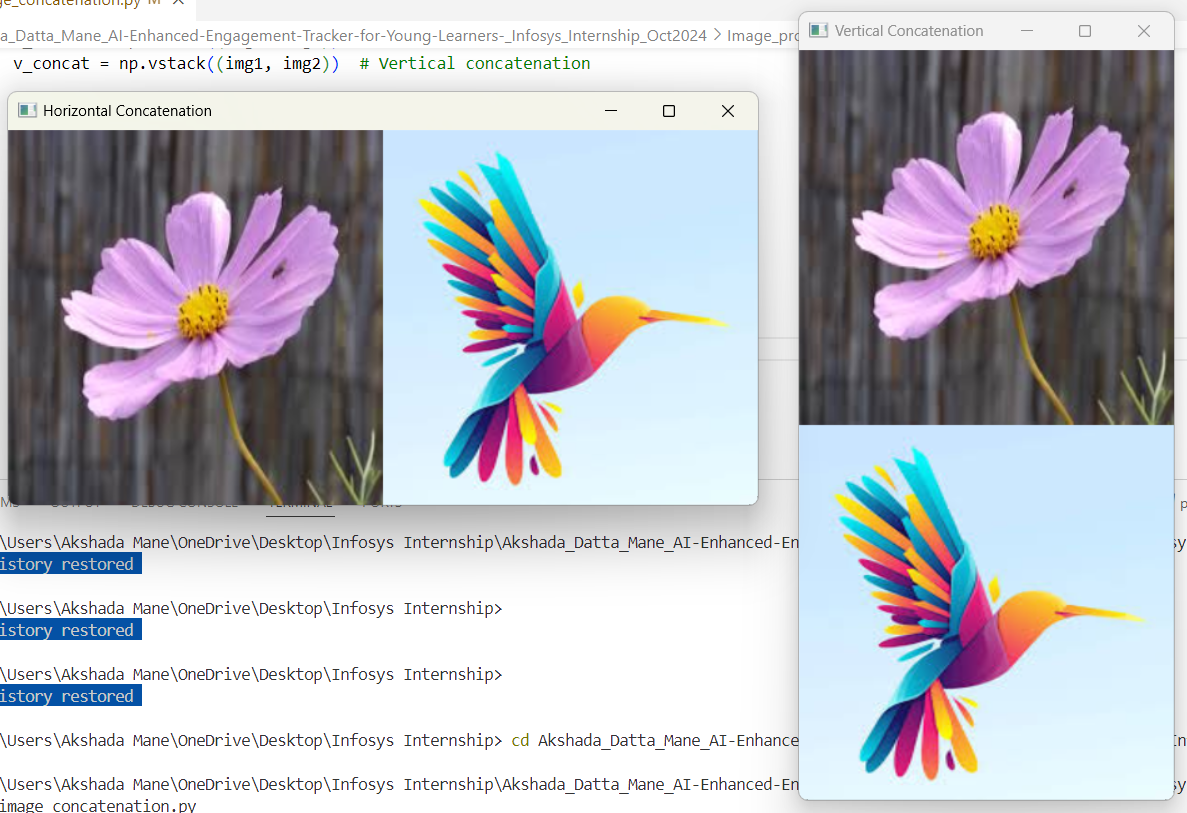 ge_concatenation.py M
a_Datta_Mane_AI-Enhanced-Engagement-Tracker-for-Young-Learners-_Infosys_Internship_Oct2024 > Image_pro
v_concat = np.vstack((img1, img2))  # Vertical concatenation
Horizontal Concatenation
Vertical Concatenation
\Users\Akshada Mane\OneDrive\Desktop\Infosys Internship\Akshada_Datta_Mane_AI-Enhanced-En
istory restored
\Users\Akshada Mane\OneDrive\Desktop\Infosys Internship>
istory restored
\Users\Akshada Mane\OneDrive\Desktop\Infosys Internship>
istory restored
\Users\Akshada Mane\OneDrive\Desktop\Infosys Internship> cd Akshada_Datta_Mane_AI-Enhance
\Users\Akshada Mane\OneDrive\Desktop\Infosys Internship\Akshada_Datta_Mane_AI-Enhanced-En
image_concatenation.py